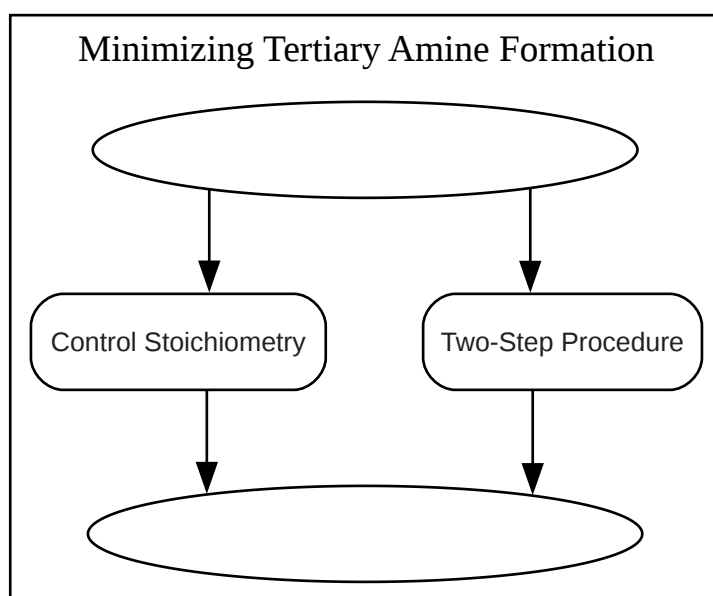 Minimizing Tertiary Amine Formation
Control Stoichiometry
Two-Step Procedure